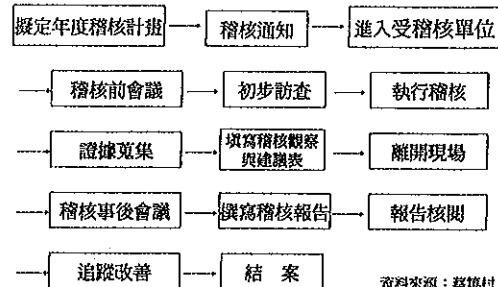 擬定年度稽核計畫 稽核通知 進入受稽核單位
稽核前會議 初步訪查 執行稽核
證據蒐集 填寫稽核觀察與建議表 離開現場
稽核事後會議 撰寫稽核報告 報告核閱
追蹤改善 結案
資料來源：